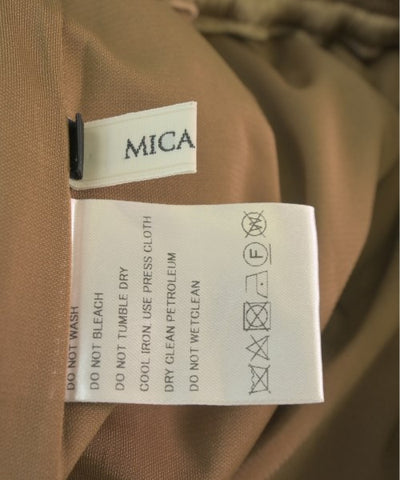 MICA
DO NOT WASH
DO NOT BLEACH
DO NOT TUMBLE DRY
COOL IRON. USE PRESS CLOTH
DRY CLEAN PETROLEUM
DO NOT WETCLEAN
F
W